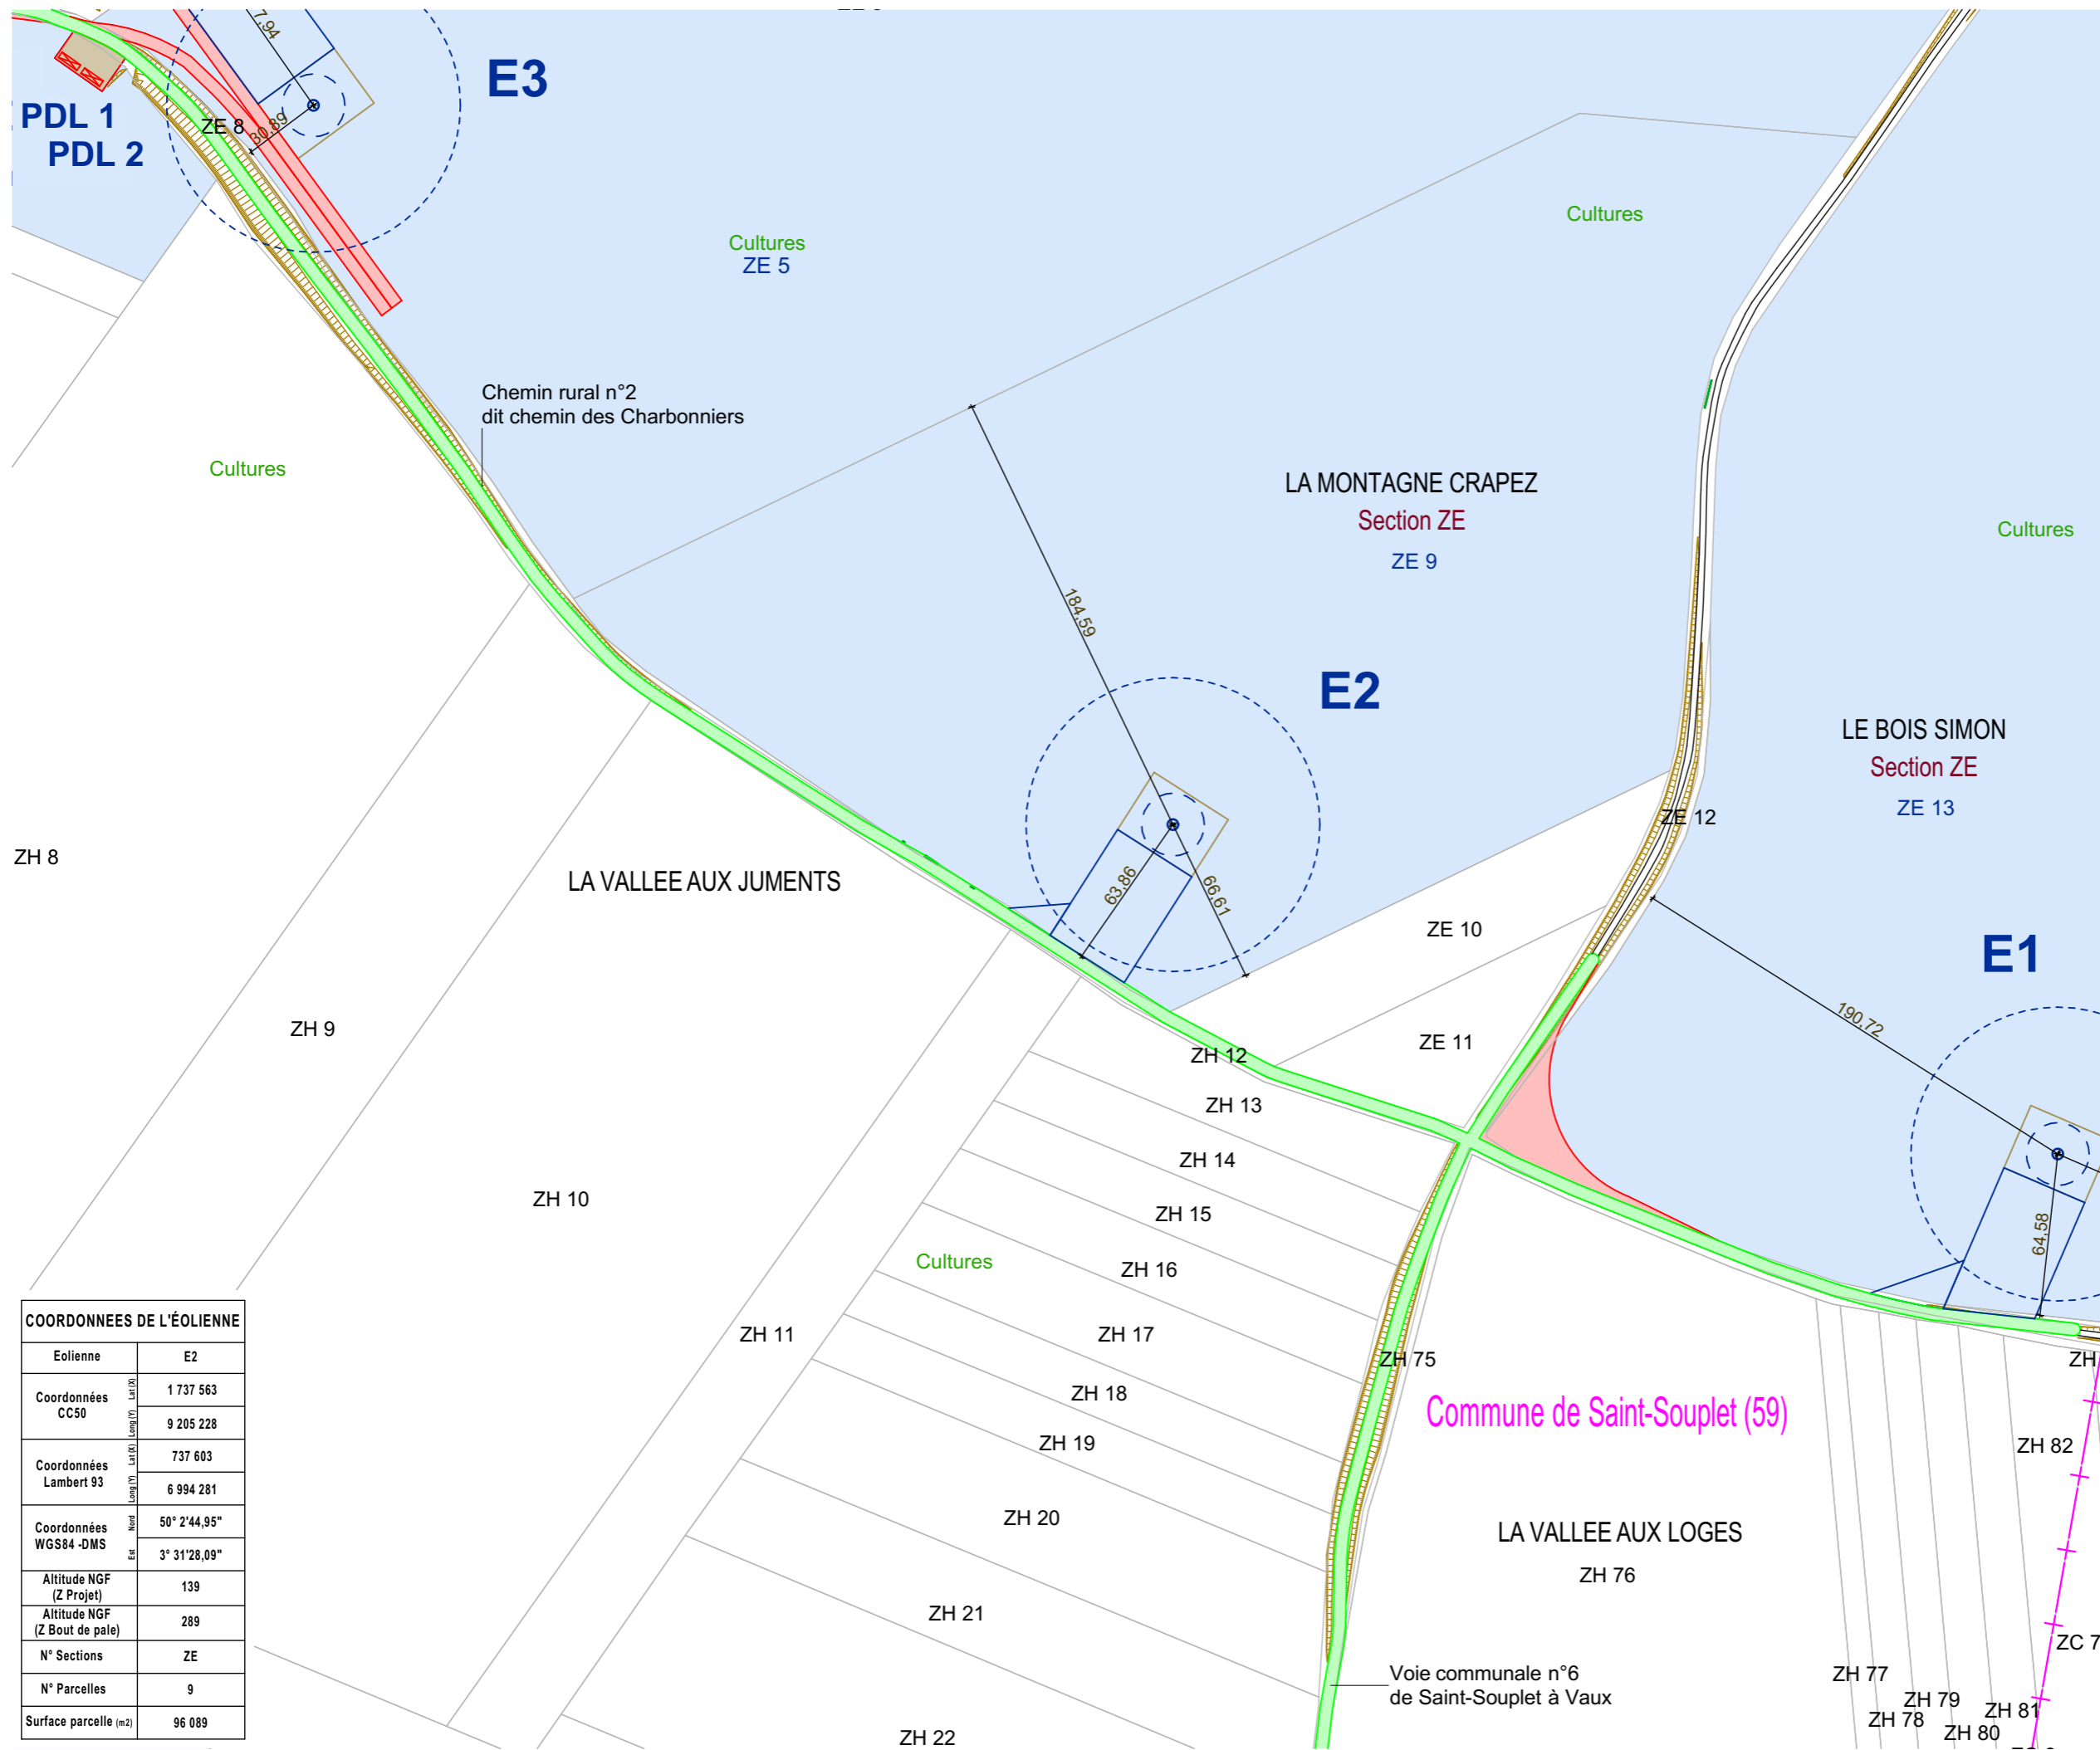 E3
7,94
PDL 1
PDL 2
ZE 8
30,89
Cultures
ZE 5
Cultures
Chemin rural n°2
dit chemin des Charbonniers
Cultures
LA MONTAGNE CRAPEZ
Section ZE
ZE 9
Cultures
184,59
E2
LE BOIS SIMON
Section ZE
ZE 13
ZE 12
ZH 8
LA VALLEE AUX JUMENTS
63,86
66,61
ZE 10
E1
190,72
ZH 9
ZE 11
ZH 12
ZH 13
ZH 14
ZH 10
ZH 15
64,58
Cultures
ZH 16
ZH 11
ZH 17
ZH 75
ZH
ZH 18
Commune de Saint-Souplet (59)
ZH 19
ZH 82
ZH 20
LA VALLEE AUX LOGES
ZH 76
ZH 21
ZC 7
Voie communale n°6
de Saint-Souplet à Vaux
ZH 77
ZH 79
ZH 81
ZH 78
ZH 80
ZH 22
COORDONNEES DE L'ÉOLIENNE
Eolienne E2
Coordonnées CC50 Lat(X) 1 737 563
Long(Y) 9 205 228
Coordonnées Lambert 93 Lat(X) 737 603
Long(Y) 6 994 281
Coordonnées WGS84 -DMS Nord 50° 2'44,95"
Est 3° 31'28,09"
Altitude NGF (Z Projet) 139
Altitude NGF (Z Bout de pale) 289
N° Sections ZE
N° Parcelles 9
Surface parcelle (m2) 96 089